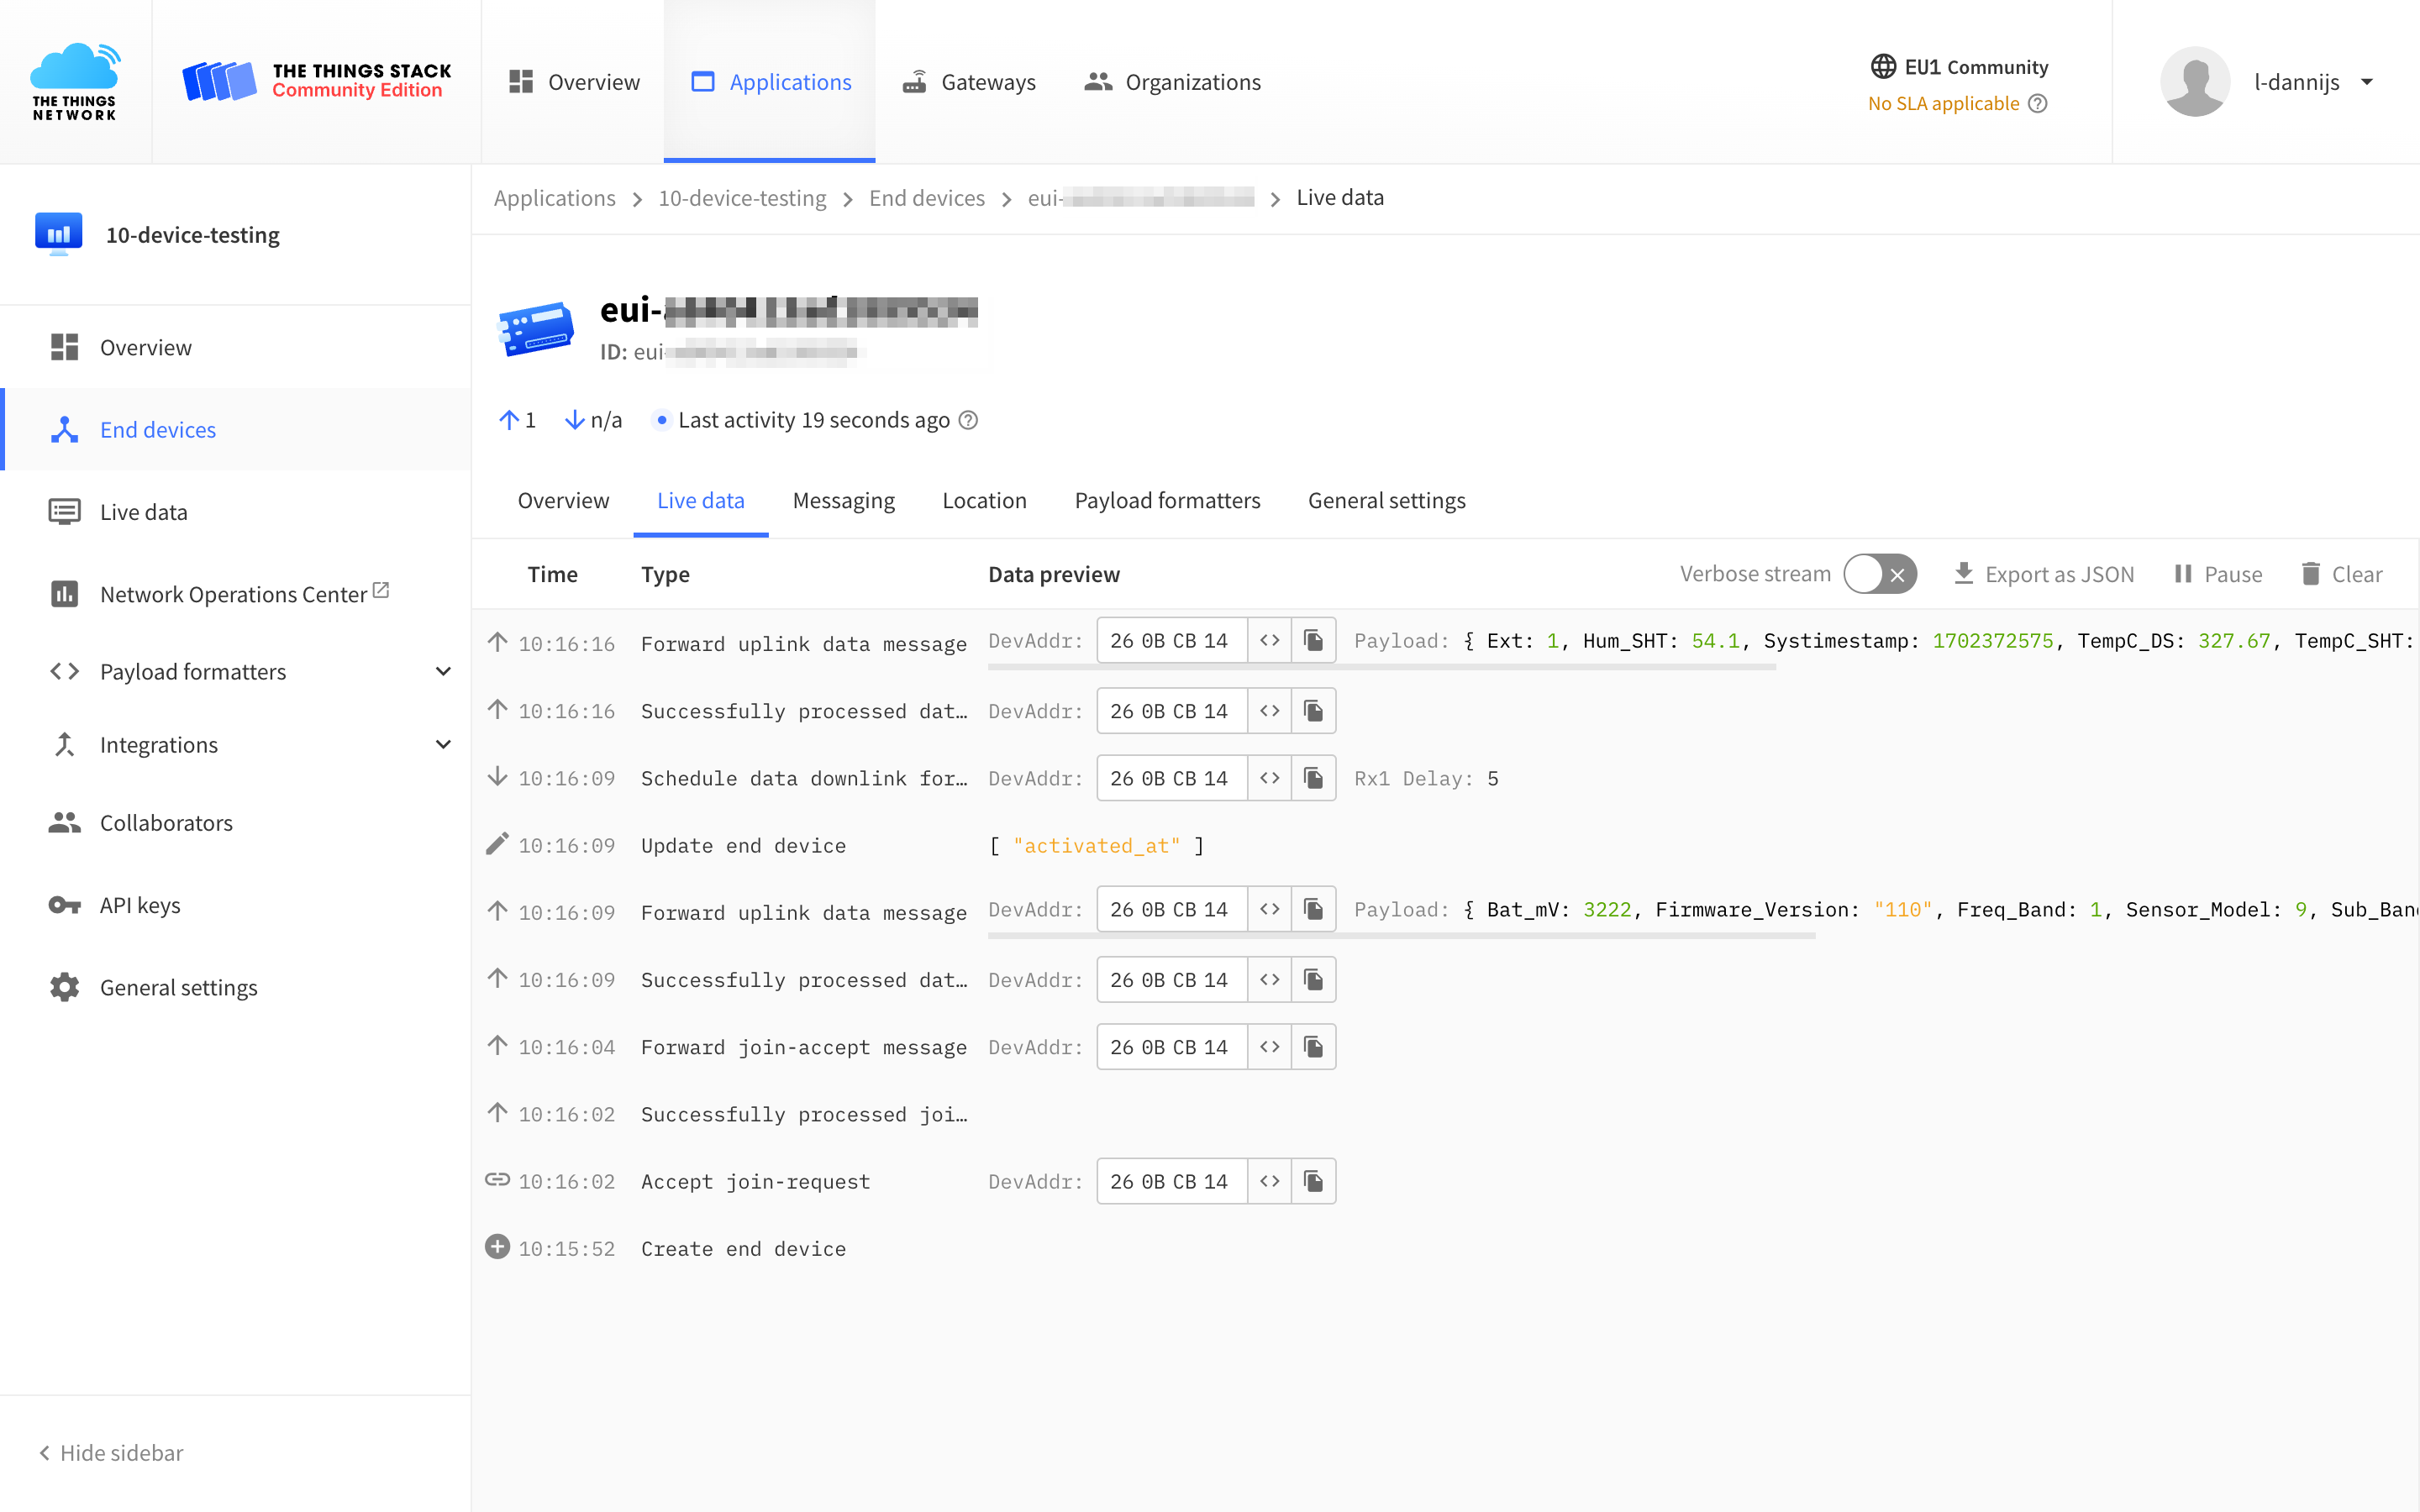 THE THINGS NETWORK
THE THINGS STACK
Community Edition
Overview
Applications
Gateways
Organizations
EU1 Community
No SLA applicable
l-dannijs
10-device-testing
Overview
End devices
Live data
Network Operations Center
Payload formatters
Integrations
Collaborators
API keys
General settings
Hide sidebar
Applications > 10-device-testing > End devices > eui- > Live data
eui-
ID: eui-
1 n/a Last activity 19 seconds ago
Overview Live data Messaging Location Payload formatters General settings
Time Type Data preview Verbose stream Export as JSON Pause Clear
10:16:16 Forward uplink data message DevAddr: 26 0B CB 14 <> Payload: { Ext: 1, Hum_SHT: 54.1, Systimestamp: 1702372575, TempC_DS: 327.67, TempC_SHT:
10:16:16 Successfully processed dat… DevAddr: 26 0B CB 14 <>
10:16:09 Schedule data downlink for… DevAddr: 26 0B CB 14 <> Rx1 Delay: 5
10:16:09 Update end device [ "activated_at" ]
10:16:09 Forward uplink data message DevAddr: 26 0B CB 14 <> Payload: { Bat_mV: 3222, Firmware_Version: "110", Freq_Band: 1, Sensor_Model: 9, Sub_Ban
10:16:09 Successfully processed dat… DevAddr: 26 0B CB 14 <>
10:16:04 Forward join-accept message DevAddr: 26 0B CB 14 <>
10:16:02 Successfully processed joi…
10:16:02 Accept join-request DevAddr: 26 0B CB 14 <>
10:15:52 Create end device